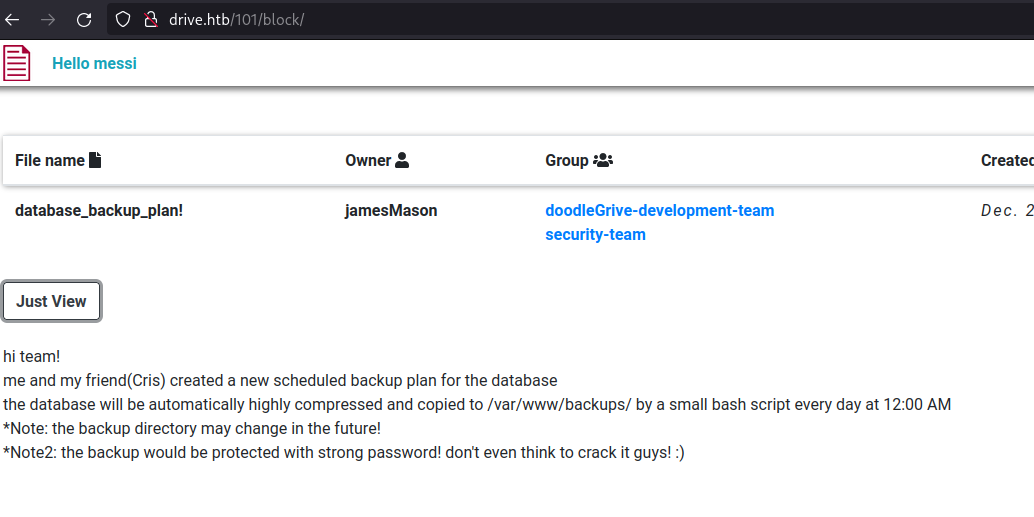 drive.htb/101/block/
Hello messi
File name Owner Group Created
database_backup_plan! jamesMason doodleGrive-development-team Dec. 2
security-team
Just View
hi team!
me and my friend(Cris) created a new scheduled backup plan for the database
the database will be automatically highly compressed and copied to /var/www/backups/ by a small bash script every day at 12:00 AM
*Note: the backup directory may change in the future!
*Note2: the backup would be protected with strong password! don't even think to crack it guys! :)